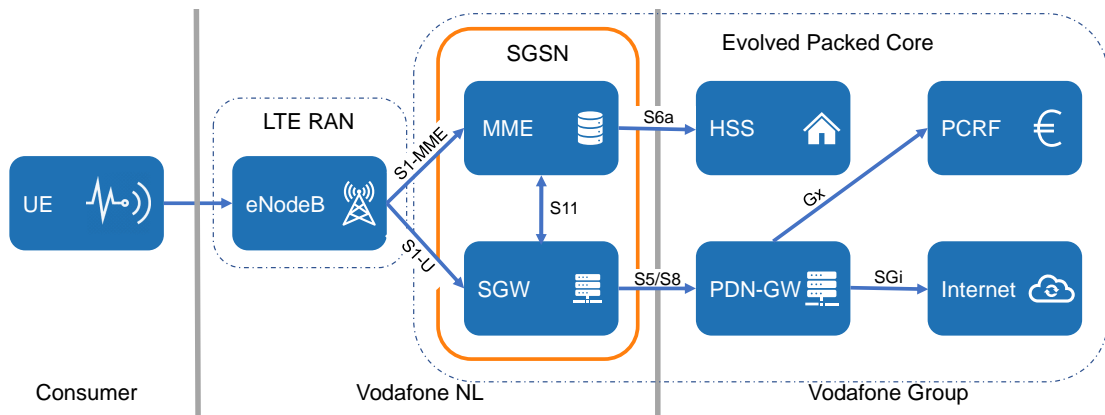 SGSN
Evolved Packed Core
LTE RAN
MME
S6a
HSS
PCRF
€
S1-MME
UE
eNodeB
S11
Gx
S1-U
SGW
S5/S8
PDN-GW
SGi
Internet
Consumer
Vodafone NL
Vodafone Group